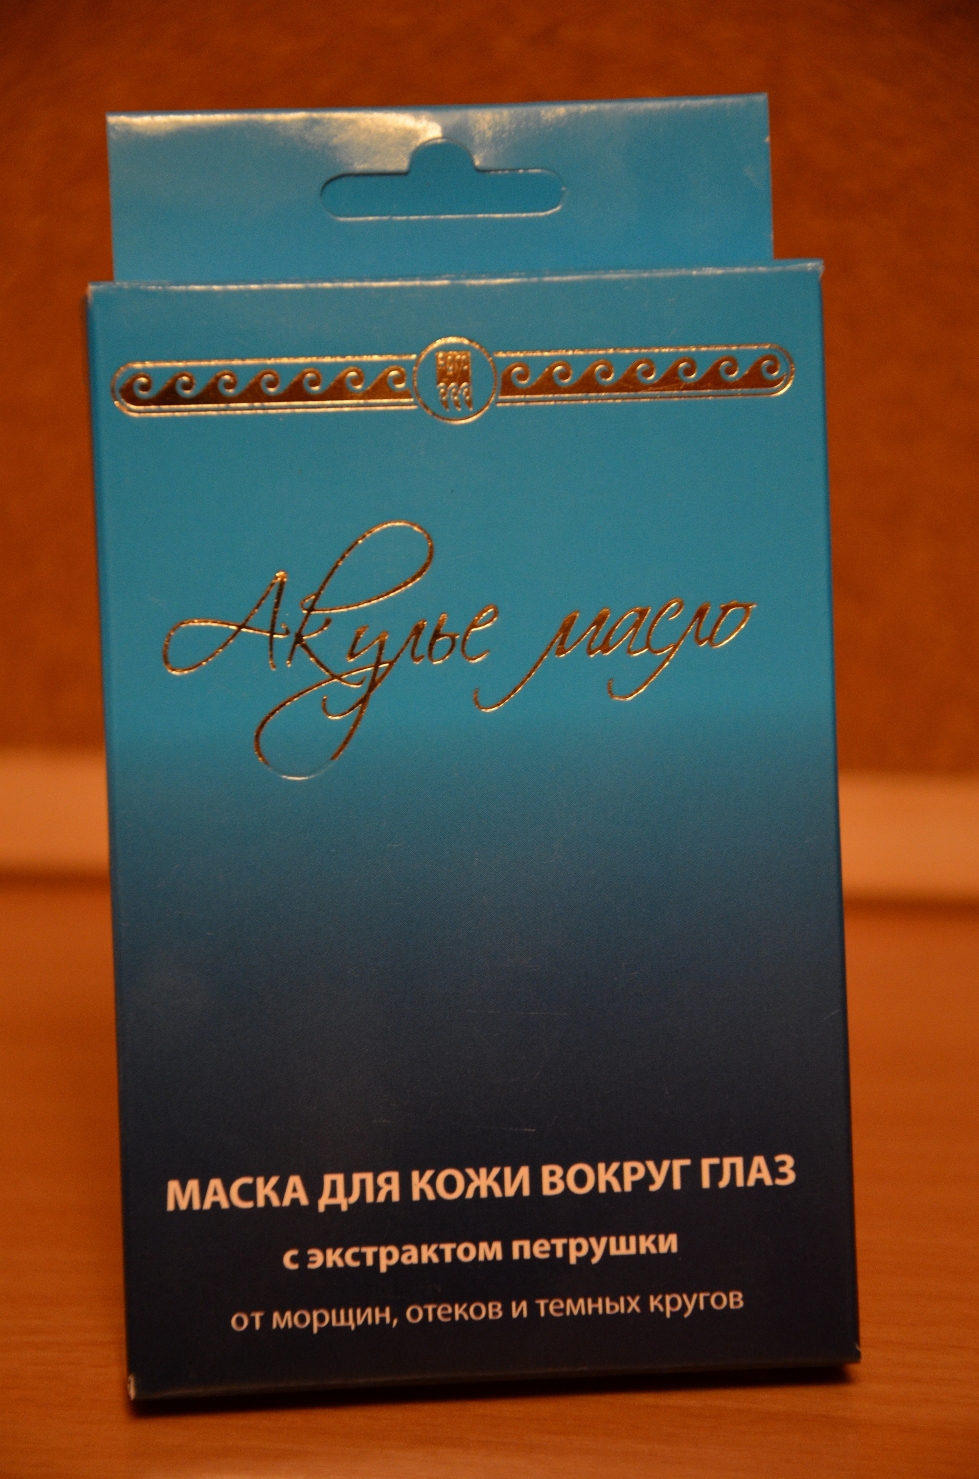 Акулье масло
МАСКА ДЛЯ КОЖИ ВОКРУГ ГЛАЗ
с экстрактом петрушки
от морщин, отеков и темных кругов